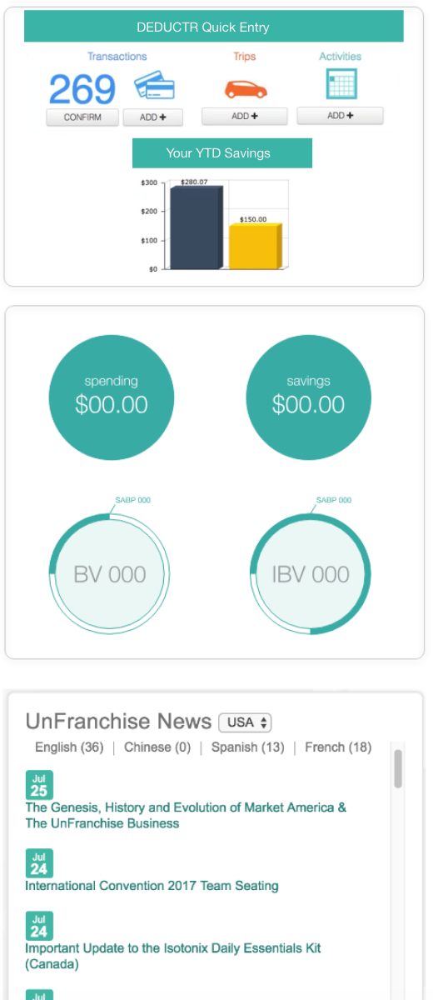 DEDUCTR Quick Entry
Transactions
Trips
Activities
269
CONFIRM
ADD +
ADD +
ADD +
Your YTD Savings
$300
$280.07
$200
$150.00
$100
$0
spending
$00.00
savings
$00.00
SABP 000
BV 000
SABP 000
IBV 000
UnFranchise News USA
English (36) | Chinese (0) | Spanish (13) | French (18)
Jul
25
The Genesis, History and Evolution of Market America &
The UnFranchise Business
Jul
24
International Convention 2017 Team Seating
Jul
24
Important Update to the Isotonix Daily Essentials Kit
(Canada)
Jul